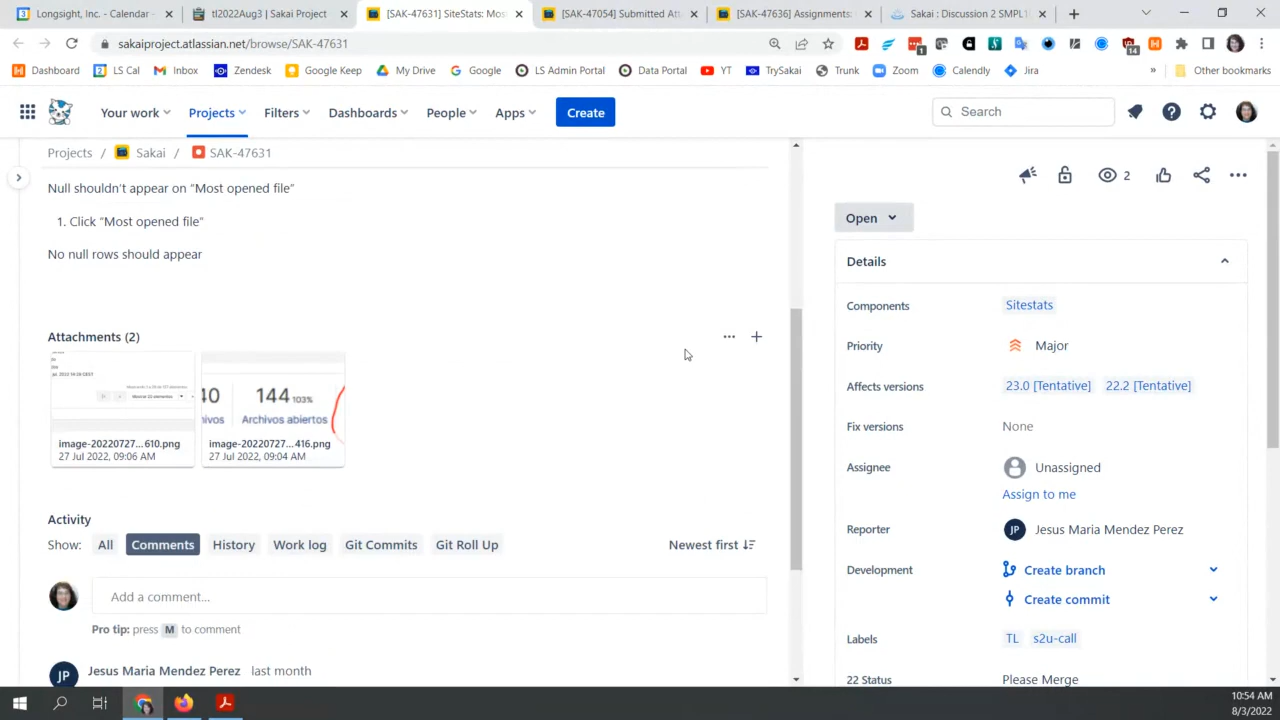 Longsight, Inc. - Calendar -
tl2022Aug3 | Sakai Project
[SAK-47631] SiteStats: Mos
[SAK-47054] Submitted Att
[SAK-47636] Assignments:
Sakai : Discussion 2 SMPL1
sakaiproject.atlassian.net/browse/SAK-47631
Dashboard
LS Cal
Inbox
Zendesk
Google Keep
My Drive
Google
LS Admin Portal
Data Portal
YT
TrySakai
Trunk
Zoom
Calendly
Jira
»
Other bookmarks
Your work
Projects
Filters
Dashboards
People
Apps
Create
Search
Projects / Sakai / SAK-47631
Null shouldn't appear on “Most opened file”
1. Click “Most opened file”
No null rows should appear
Attachments (2)
image-20220727...610.png
27 Jul 2022, 09:06 AM
40
144 103%
hivos
Archivos abiertos
image-20220727...416.png
27 Jul 2022, 09:04 AM
Activity
Show:
All
Comments
History
Work log
Git Commits
Git Roll Up
Newest first
Add a comment...
Pro tip: press M to comment
JP
Jesus Maria Mendez Perez last month
2
Open
Details
Components
Sitestats
Priority
Major
Affects versions
23.0 [Tentative]
22.2 [Tentative]
Fix versions
None
Assignee
Unassigned
Assign to me
Reporter
JP
Jesus Maria Mendez Perez
Development
Create branch
Create commit
Labels
TL
s2u-call
22 Status
Please Merge
10:54 AM
8/3/2022